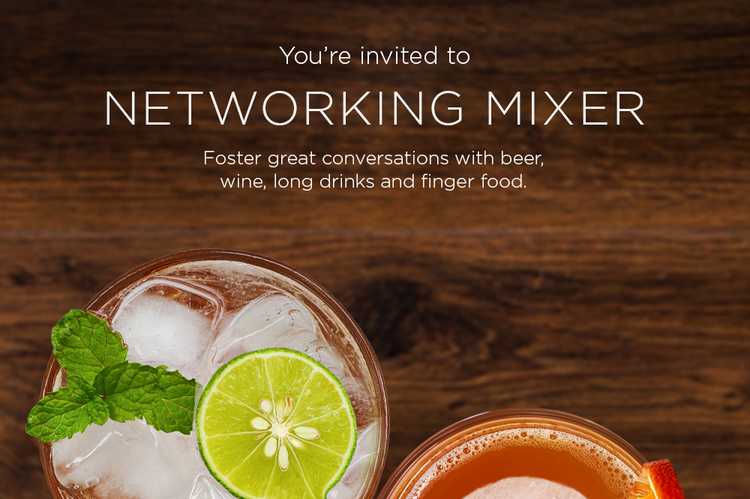 You’re invited to
NETWORKING MIXER
Foster great conversations with beer,
wine, long drinks and finger food.